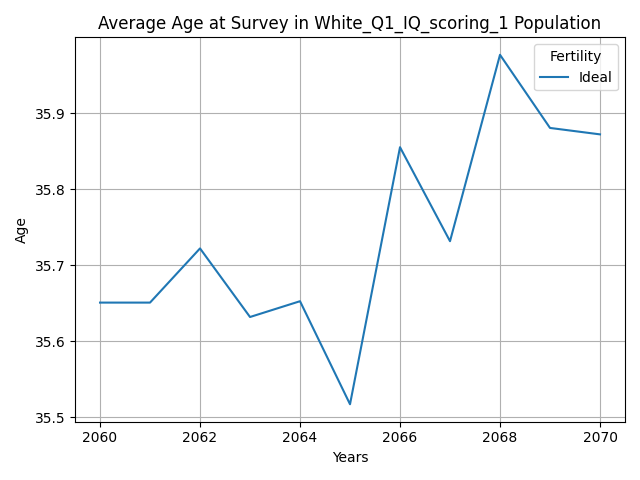 Average Age at Survey in White_Q1_IQ_scoring_1 Population
Fertility
Ideal
35.9
35.8
35.7
35.6
35.5
Age
2060
2062
2064
2066
2068
2070
Years